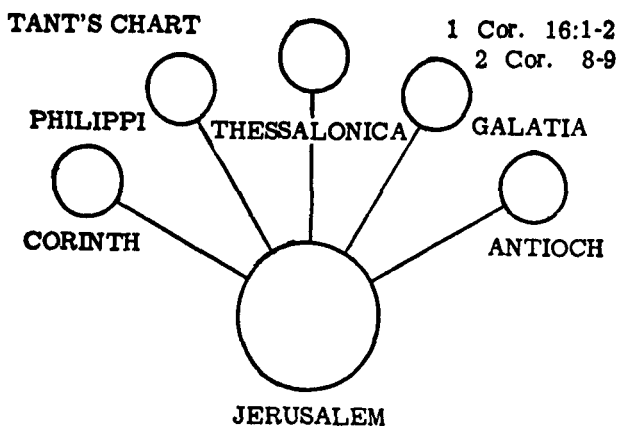 TANT'S CHART
1 Cor. 16:1-2
2 Cor. 8-9
PHILIPPI
THESSALONICA
GALATIA
CORINTH
ANTIOCH
JERUSALEM